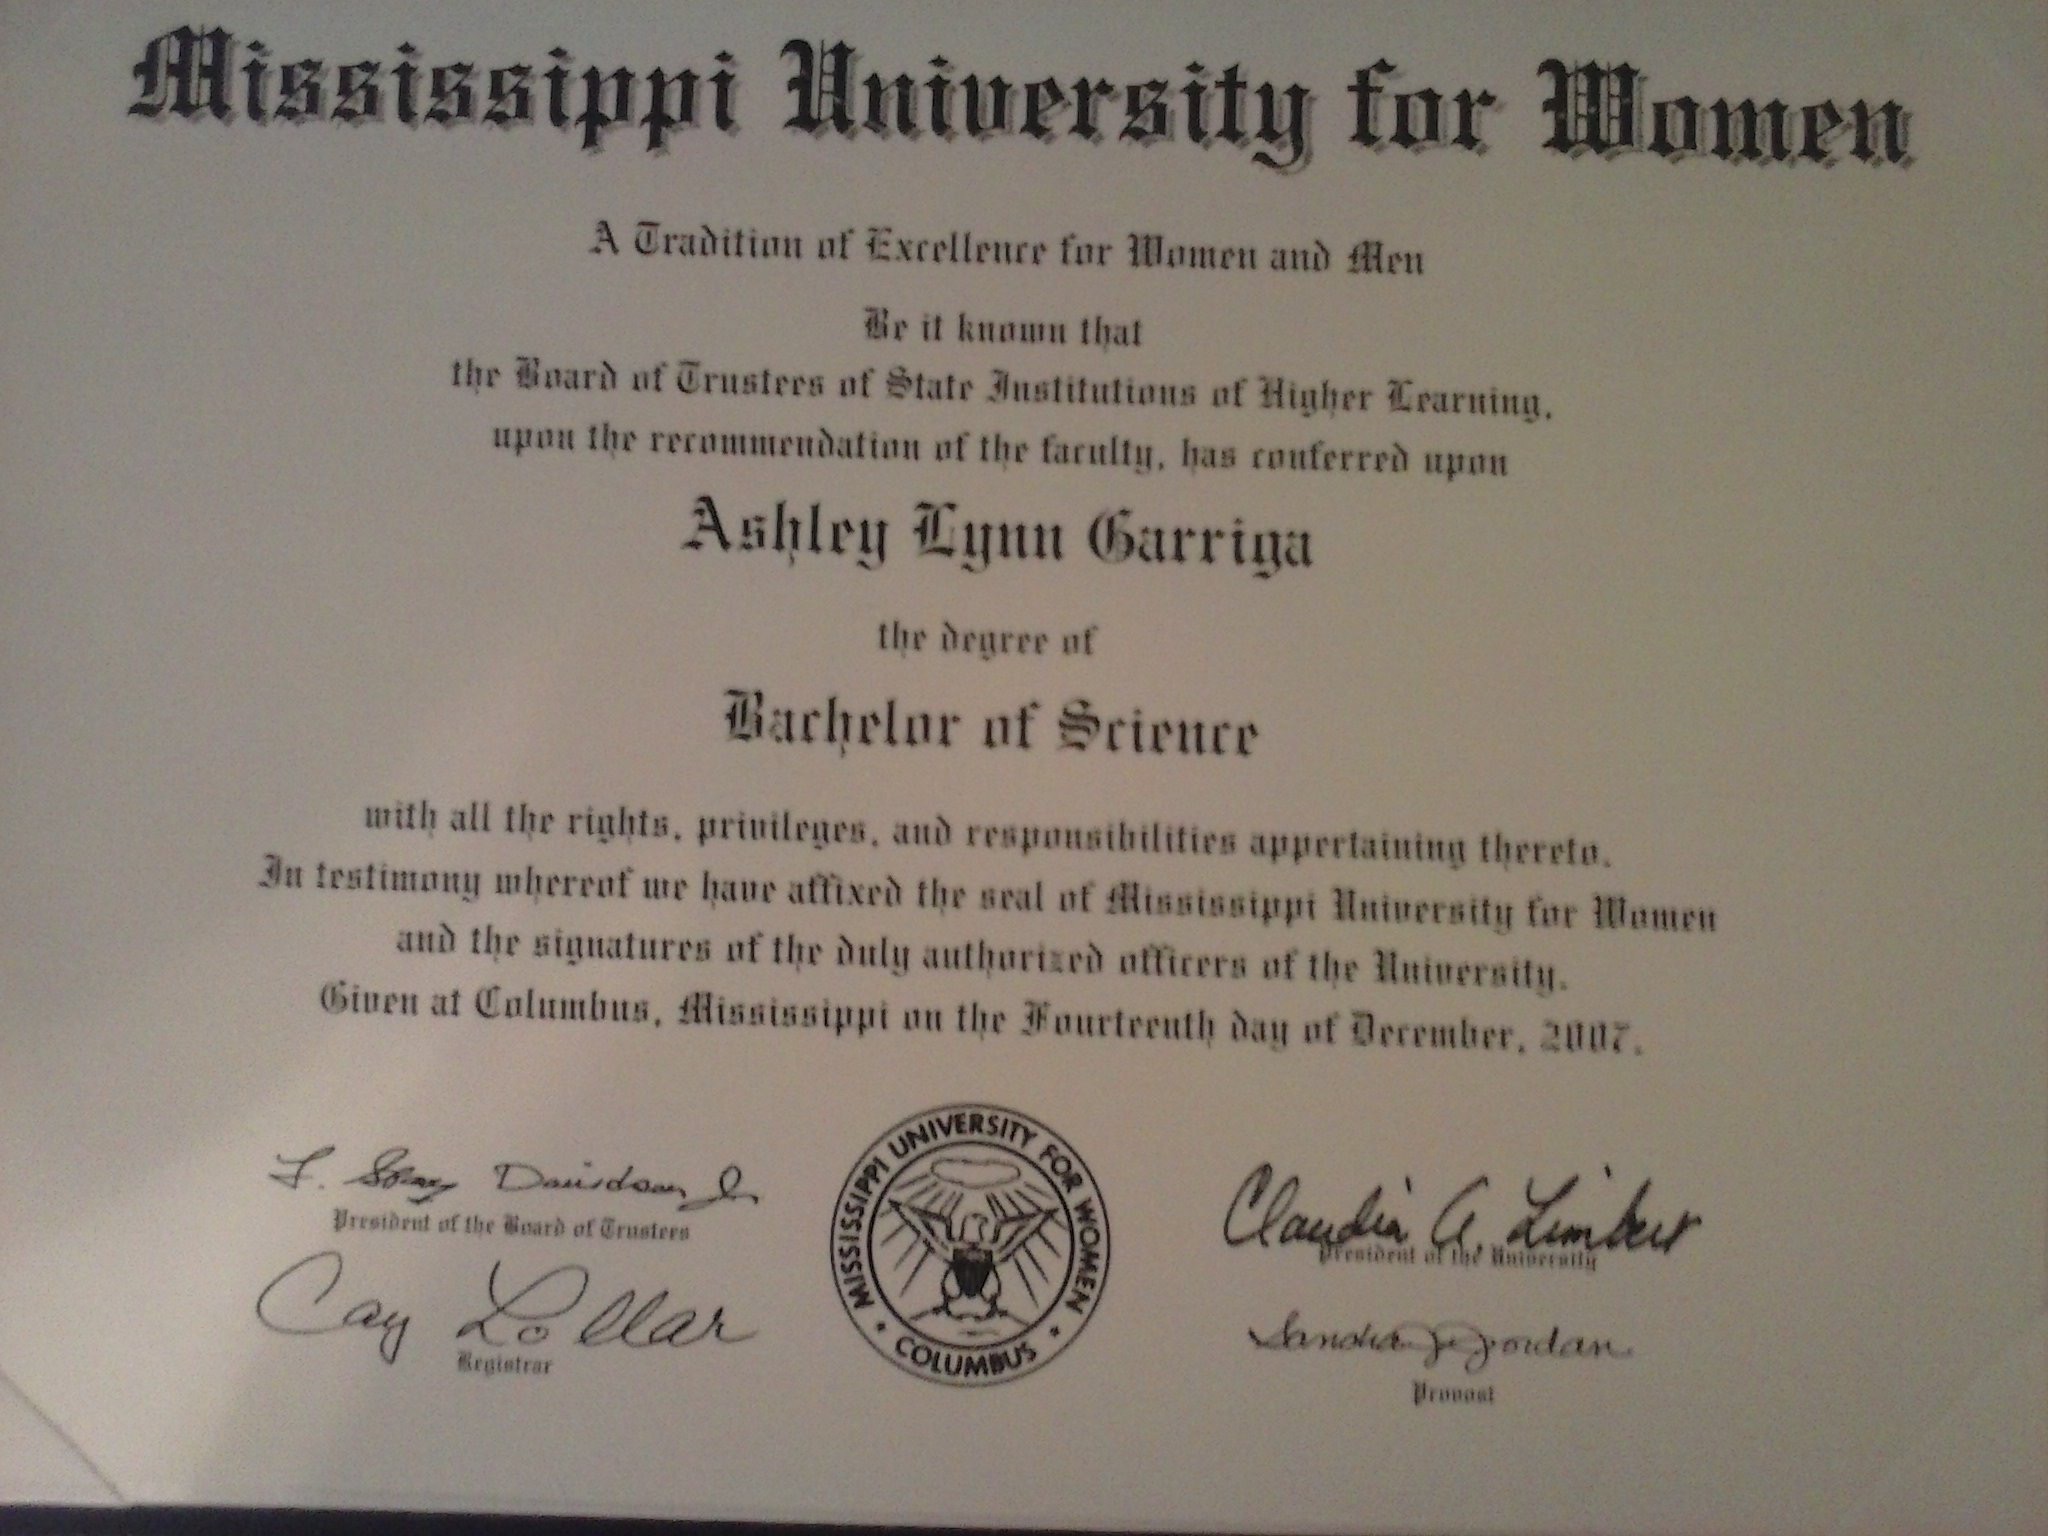 Mississippi University for Women
A Tradition of Excellence for Women and Men
Be it known that
the Board of Trustees of State Institutions of Higher Learning,
upon the recommendation of the faculty, has conferred upon
Ashley Lynn Garriga
the degree of
Bachelor of Science
with all the rights, privileges, and responsibilities appertaining thereto.
In testimony whereof we have affixed the seal of Mississippi University for Women
and the signatures of the duly authorized officers of the University.
Given at Columbus, Mississippi on the Fourteenth day of December, 2007.
Davidson Jr
President of the Board of Trustees
Cay Lollar
Registrar
MISSISSIPPI UNIVERSITY FOR WOMEN • COLUMBUS •
Claudia A. Limbert
President of the University
Sandra J. Jordan
Provost